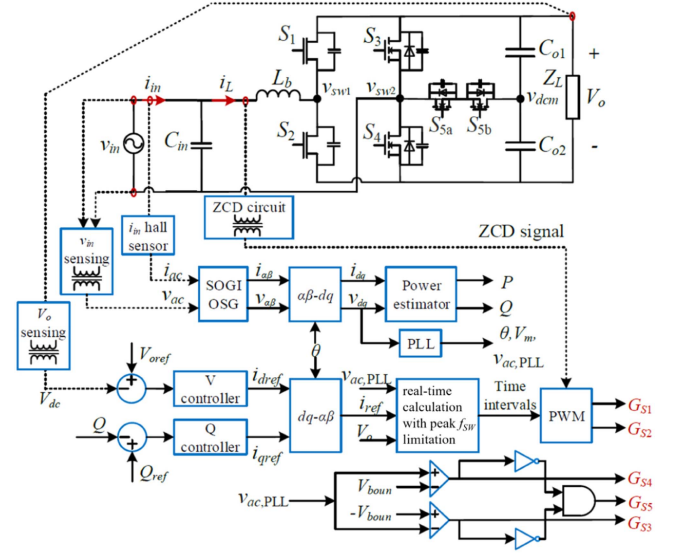 S1
S3
Co1
+
iin
iL
Lb
vsw1
vsw2
ZL
vdcm
Vo
S5a
S5b
vin
Cin
S2
S4
Co2
-
ZCD circuit
ZCD signal
iin hall
sensor
vin
sensing
iac
SOGI
OSG
iαβ
αβ-dq
idq
Power
estimator
P
vac
vαβ
vdq
Q
Vo
sensing
PLL
θ,Vm,
vac,PLL
θ
Voref
+
-
Vdc
V
controller
idref
vac,PLL
real-time
calculation
with peak fSW
limitation
Time
intervals
PWM
GS1
GS2
dq-αβ
iref
Vo
Q
-
+
Qref
Q
controller
iqref
vac,PLL
+
-
Vboun
GS4
GS5
-Vboun
+
-
GS3